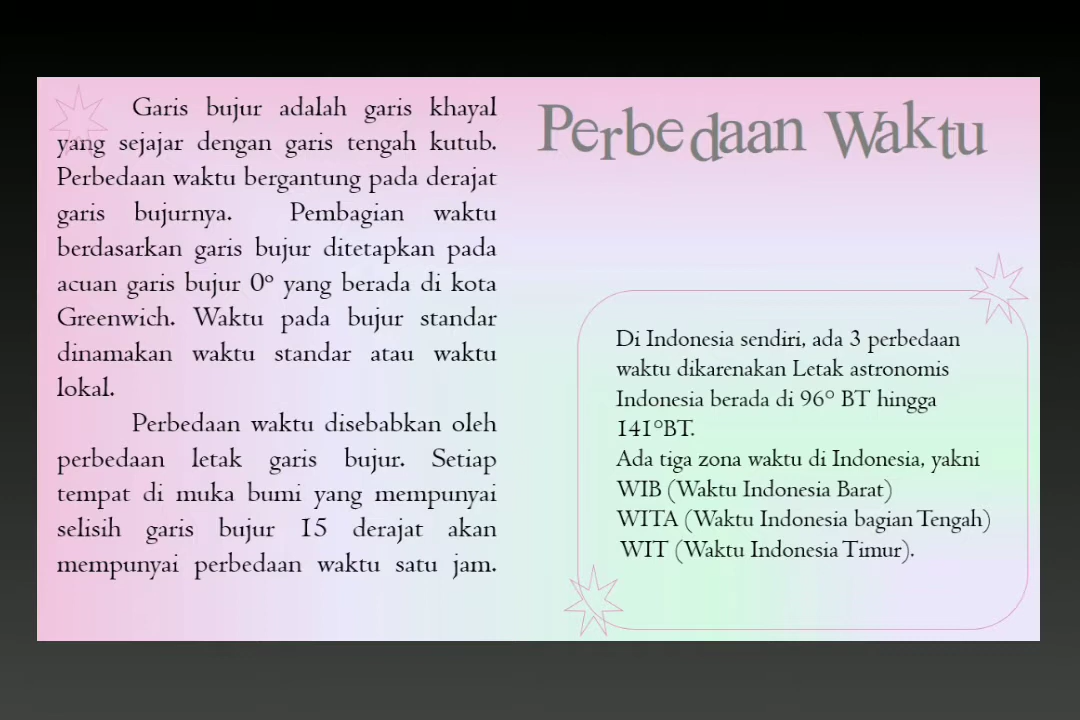 Perbedaan Waktu
Garis bujur adalah garis khayal
yang sejajar dengan garis tengah kutub.
Perbedaan waktu bergantung pada derajat
garis bujurnya. Pembagian waktu
berdasarkan garis bujur ditetapkan pada
acuan garis bujur 0º yang berada di kota
Greenwich. Waktu pada bujur standar
dinamakan waktu standar atau waktu
lokal.
Perbedaan waktu disebabkan oleh
perbedaan letak garis bujur. Setiap
tempat di muka bumi yang mempunyai
selisih garis bujur 15 derajat akan
mempunyai perbedaan waktu satu jam.
Di Indonesia sendiri, ada 3 perbedaan
waktu dikarenakan Letak astronomis
Indonesia berada di 96° BT hingga
141°BT.
Ada tiga zona waktu di Indonesia, yakni
WIB (Waktu Indonesia Barat)
WITA (Waktu Indonesia bagian Tengah)
WIT (Waktu Indonesia Timur).